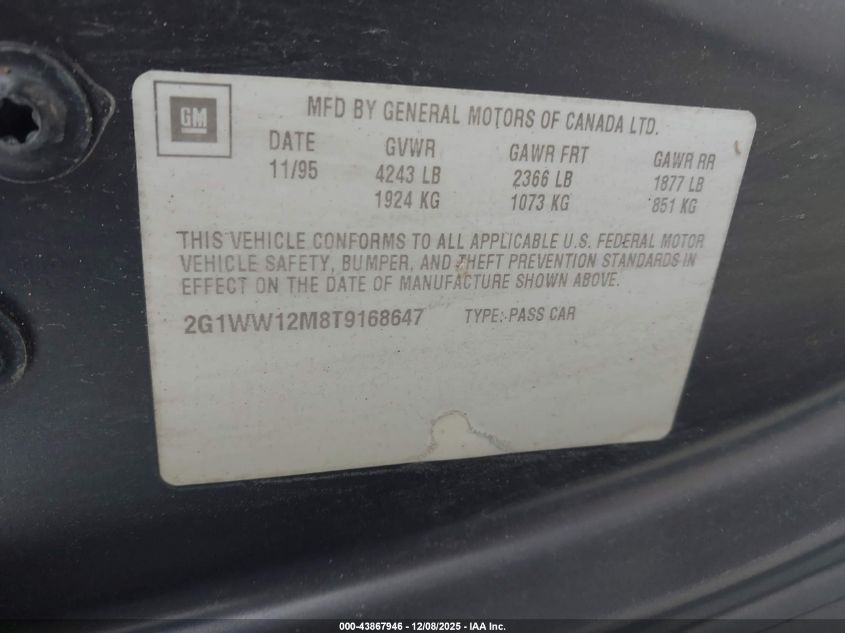 GM
MFD BY GENERAL MOTORS OF CANADA LTD.
DATE GVWR GAWR FRT GAWR RR
11/95 4243 LB 2366 LB 1877 LB
1924 KG 1073 KG 851 KG
THIS VEHICLE CONFORMS TO ALL APPLICABLE U.S. FEDERAL MOTOR
VEHICLE SAFETY, BUMPER, AND THEFT PREVENTION STANDARDS IN
EFFECT ON THE DATE OF MANUFACTURE SHOWN ABOVE.
2G1WW12M8T9168647 TYPE: PASS CAR
000-43867946 - 12/08/2025 - IAA Inc.